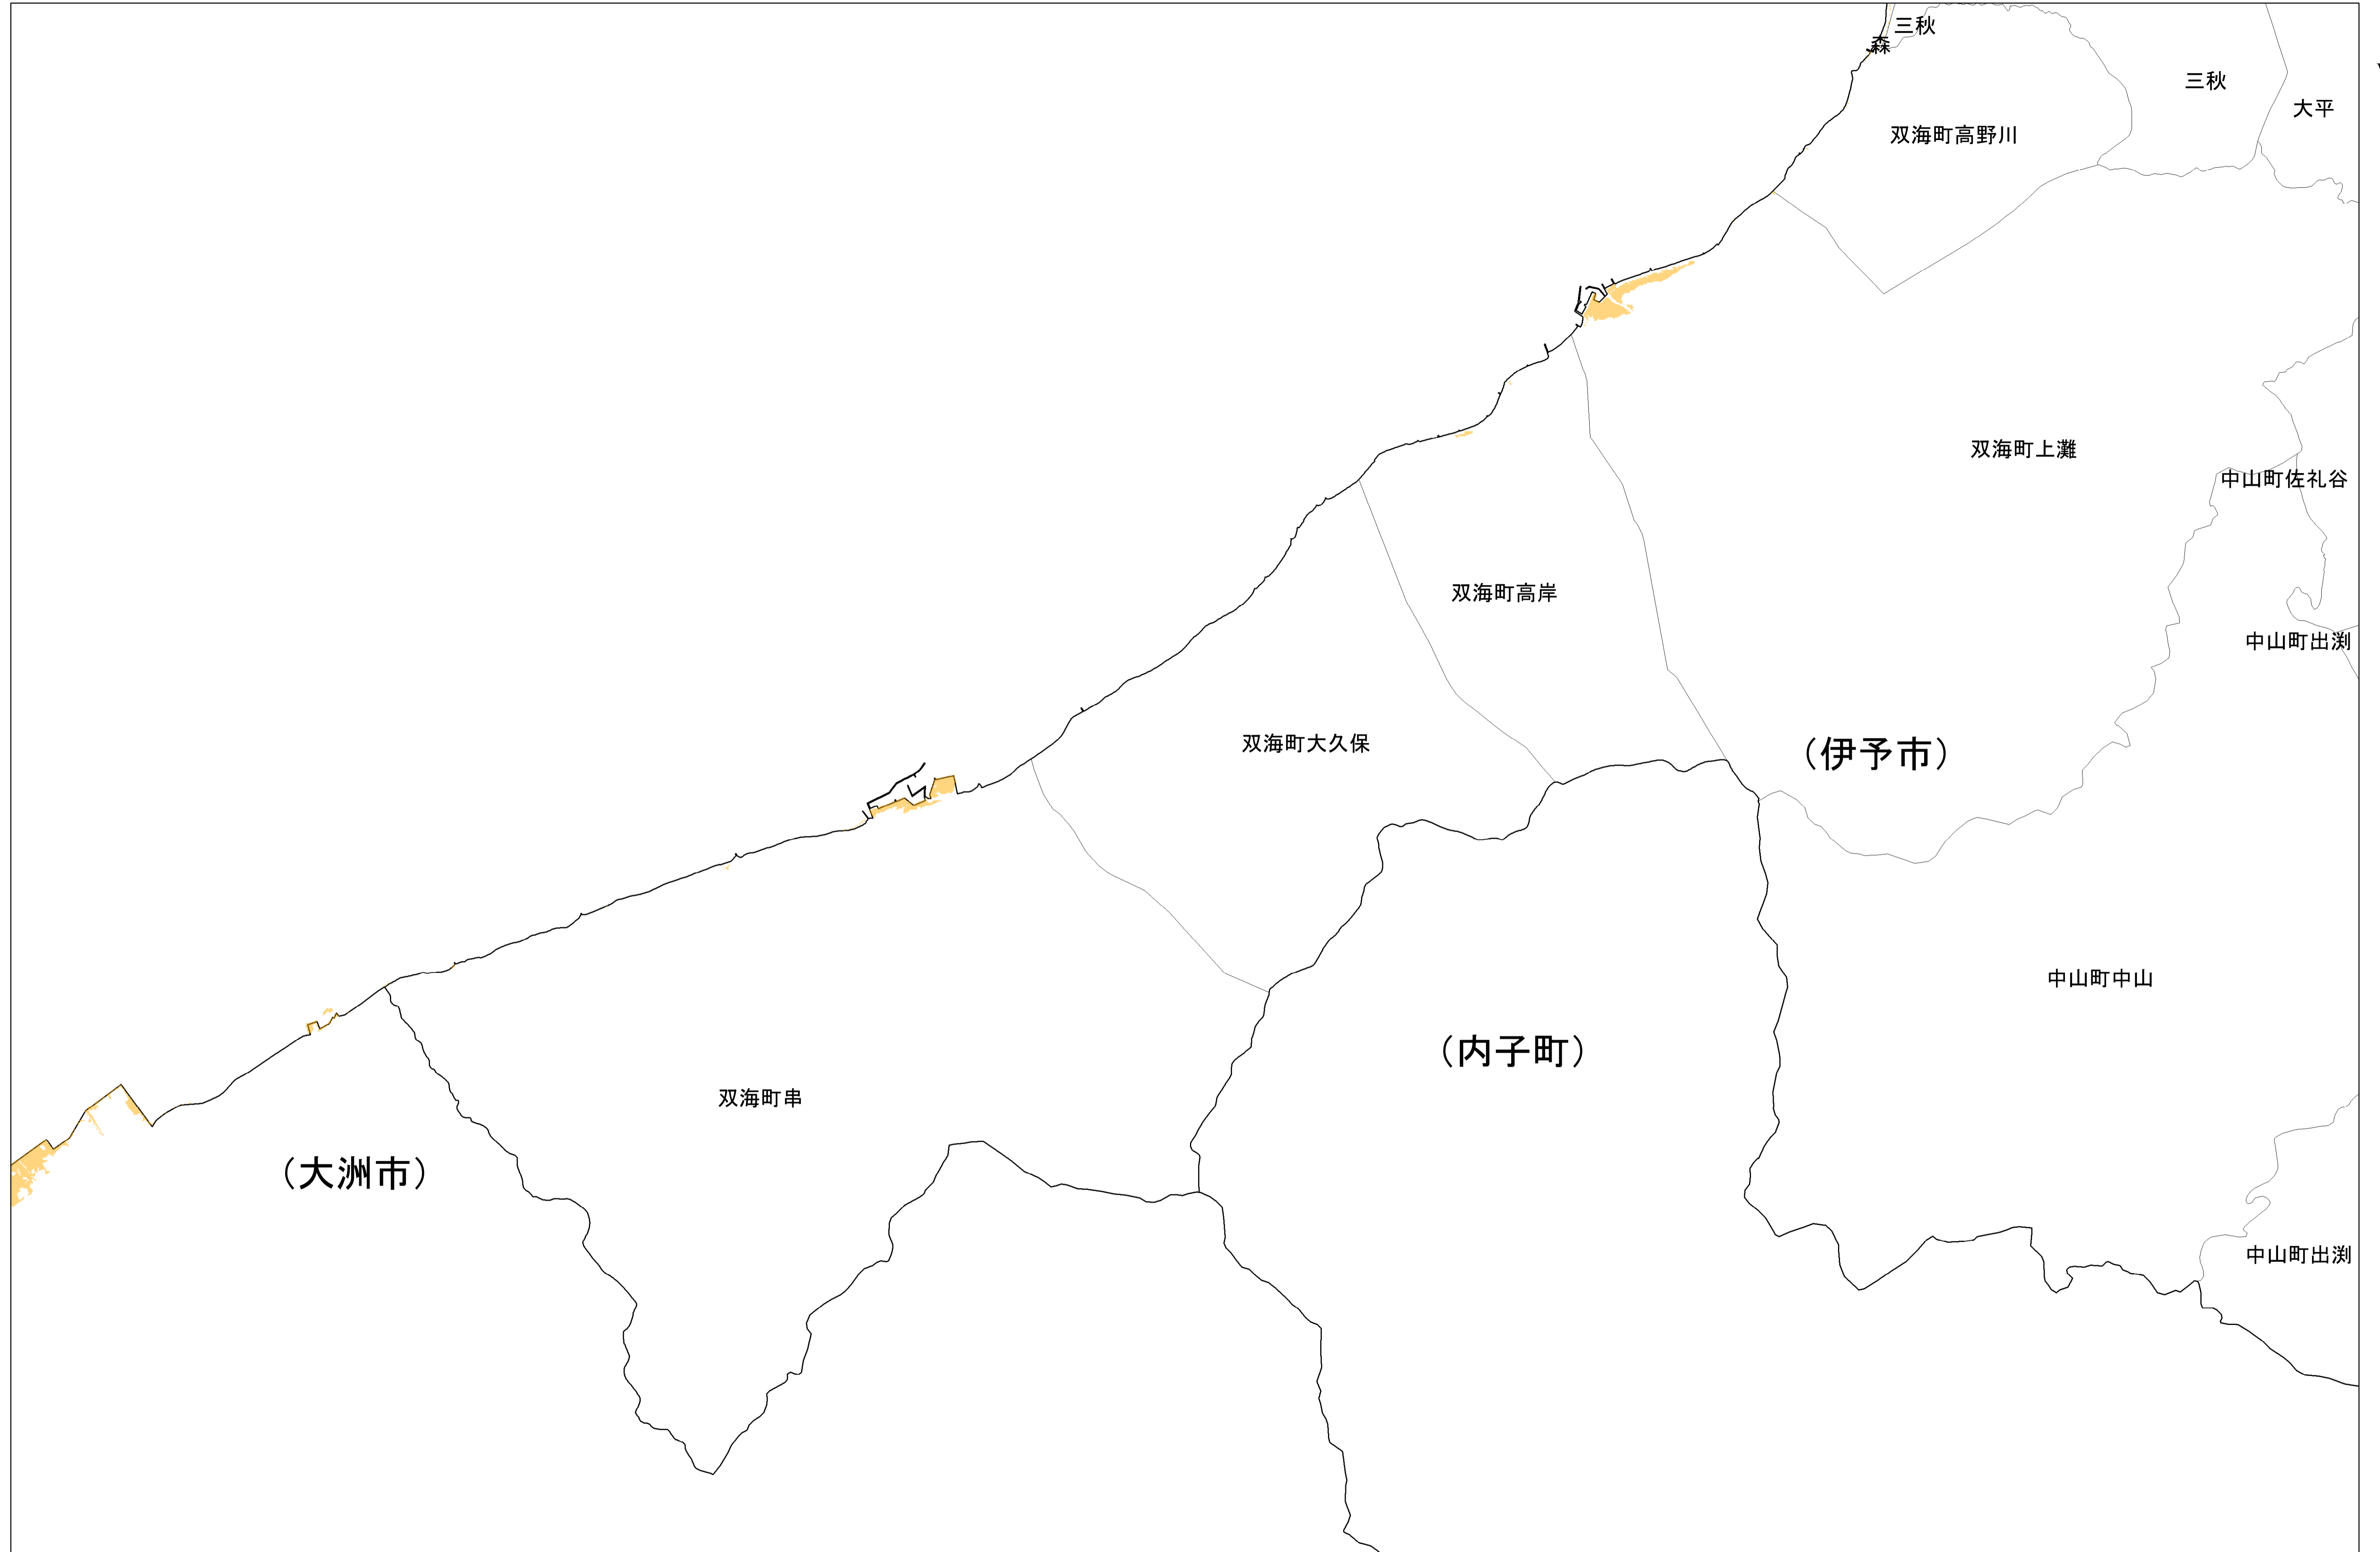 三秋
森
三秋
大平
双海町高野川
双海町上灘
中山町佐礼谷
双海町高岸
中山町出渕
双海町大久保
（伊予市）
中山町中山
（内子町）
双海町串
（大洲市）
中山町出渕